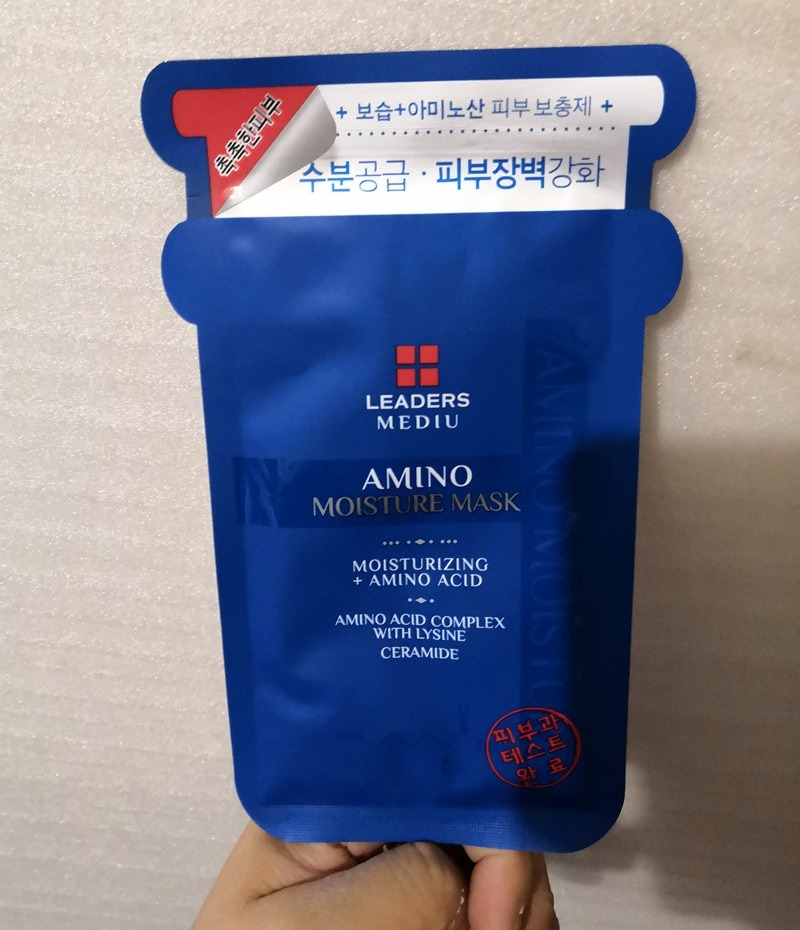 촉촉한피부
+ 보습+아미노산 피부 보충제 +
수분공급 · 피부장벽강화
LEADERS
MEDIU
AMINO
MOISTURE MASK
MOISTURIZING
+ AMINO ACID
AMINO ACID COMPLEX
WITH LYSINE
CERAMIDE
AMINO MOISTU
피부과
테스트
완료